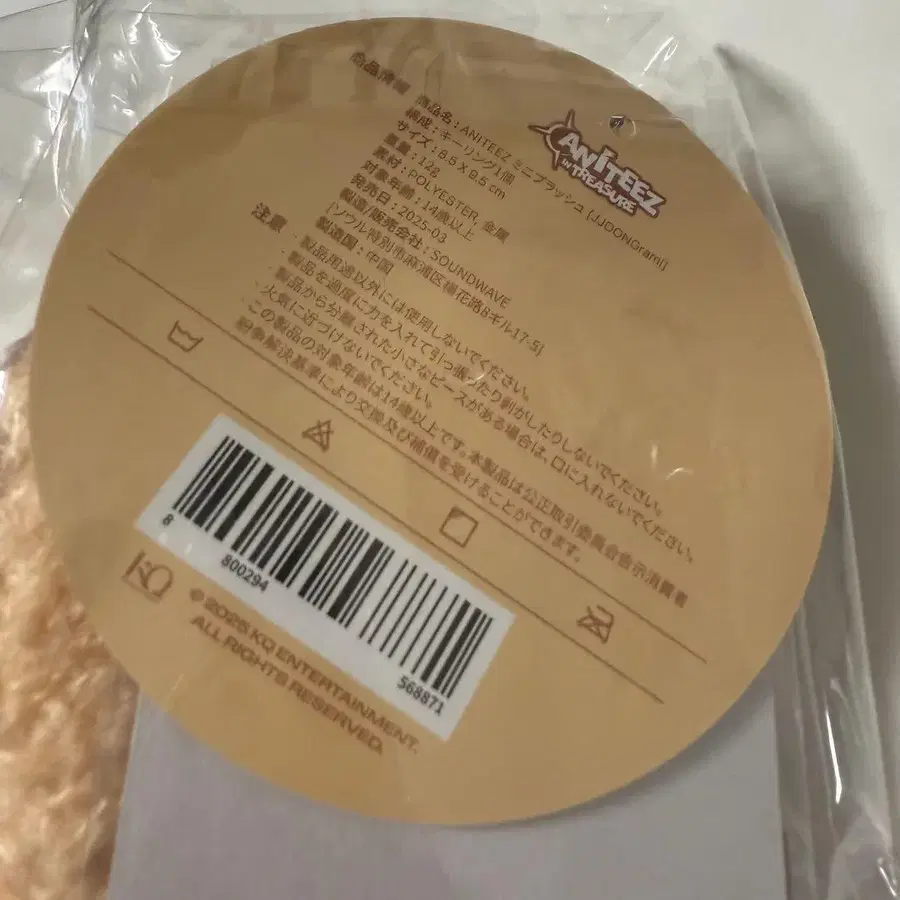 ANITEEZ
IN TREASURE
商品情報
商品名 : ANITEEZ ミニプラッシュ [JJOONGrami]
構成 : キーリング1個
サイズ : 8.5 X 9.5 cm
重量 : 12g
素材 : POLYESTER, 金属
対象年齢 : 14歳以上
発売日 : 2025-03
製造/販売会社 : SOUNDWAVE
[ソウル特別市麻浦区楊花路8ギル17-5]
製造国 : 中国
注意
· 製品用途以外には使用しないでください。
· 製品を過度に力を入れて引っ張ったり剥がしたりしないでください。
· 製品から分離された小さなピースがある場合は、口に入れないでください。
· 火気に近づけないでください。
· この製品の対象年齢は14歳以上です。本製品は公正取引委員会告示消費者
紛争解決基準により交換及び補償を受けることができます。
8 800294 568871
KQ
© 2025 KQ ENTERTAINMENT.
ALL RIGHTS RESERVED.